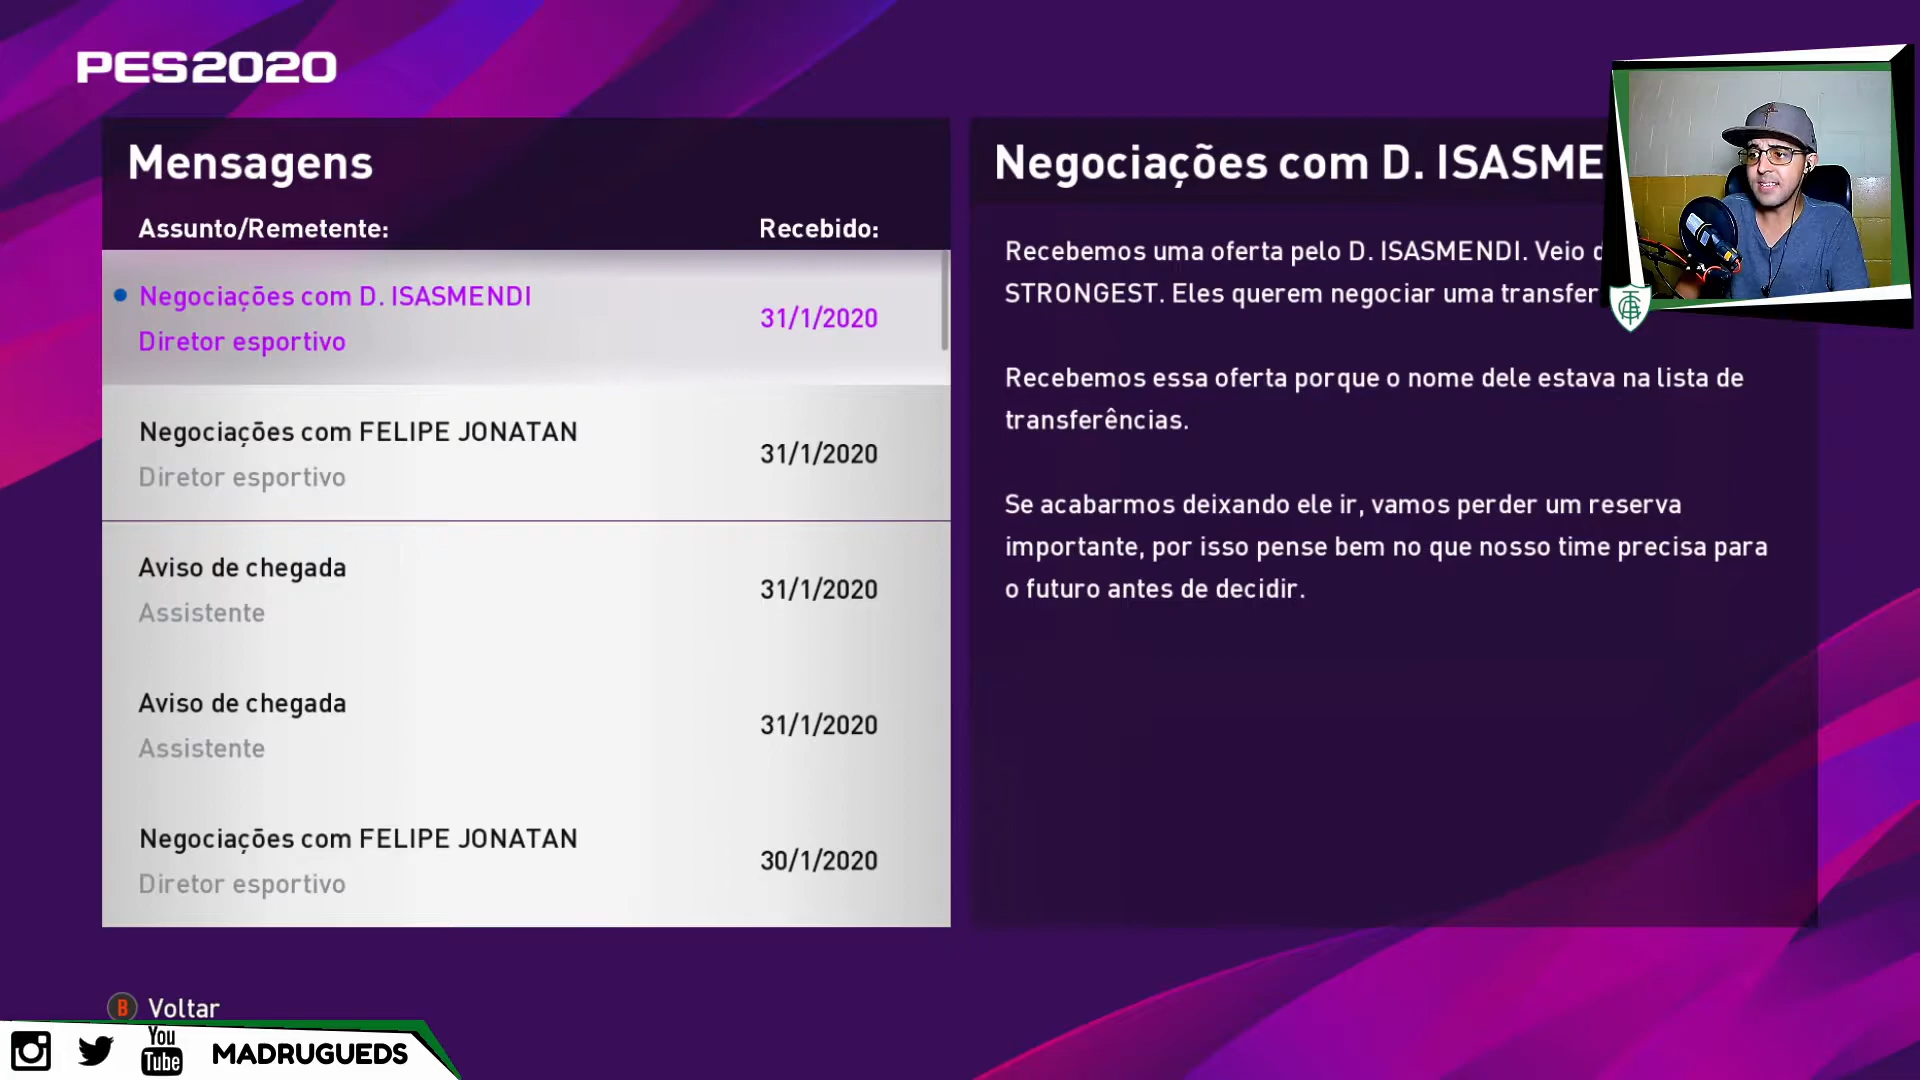 PES2020
Mensagens
Assunto/Remetente:
Recebido:
Negociações com D. ISASMENDI
Diretor esportivo
31/1/2020
Negociações com FELIPE JONATAN
Diretor esportivo
31/1/2020
Aviso de chegada
Assistente
31/1/2020
Aviso de chegada
Assistente
31/1/2020
Negociações com FELIPE JONATAN
Diretor esportivo
30/1/2020
Negociações com D. ISASME
Recebemos uma oferta pelo D. ISASMENDI. Veio
STRONGEST. Eles querem negociar uma transfer
Recebemos essa oferta porque o nome dele estava na lista de
transferências.
Se acabarmos deixando ele ir, vamos perder um reserva
importante, por isso pense bem no que nosso time precisa para
o futuro antes de decidir.
B Voltar
You
Tube
MADRUGUEDS